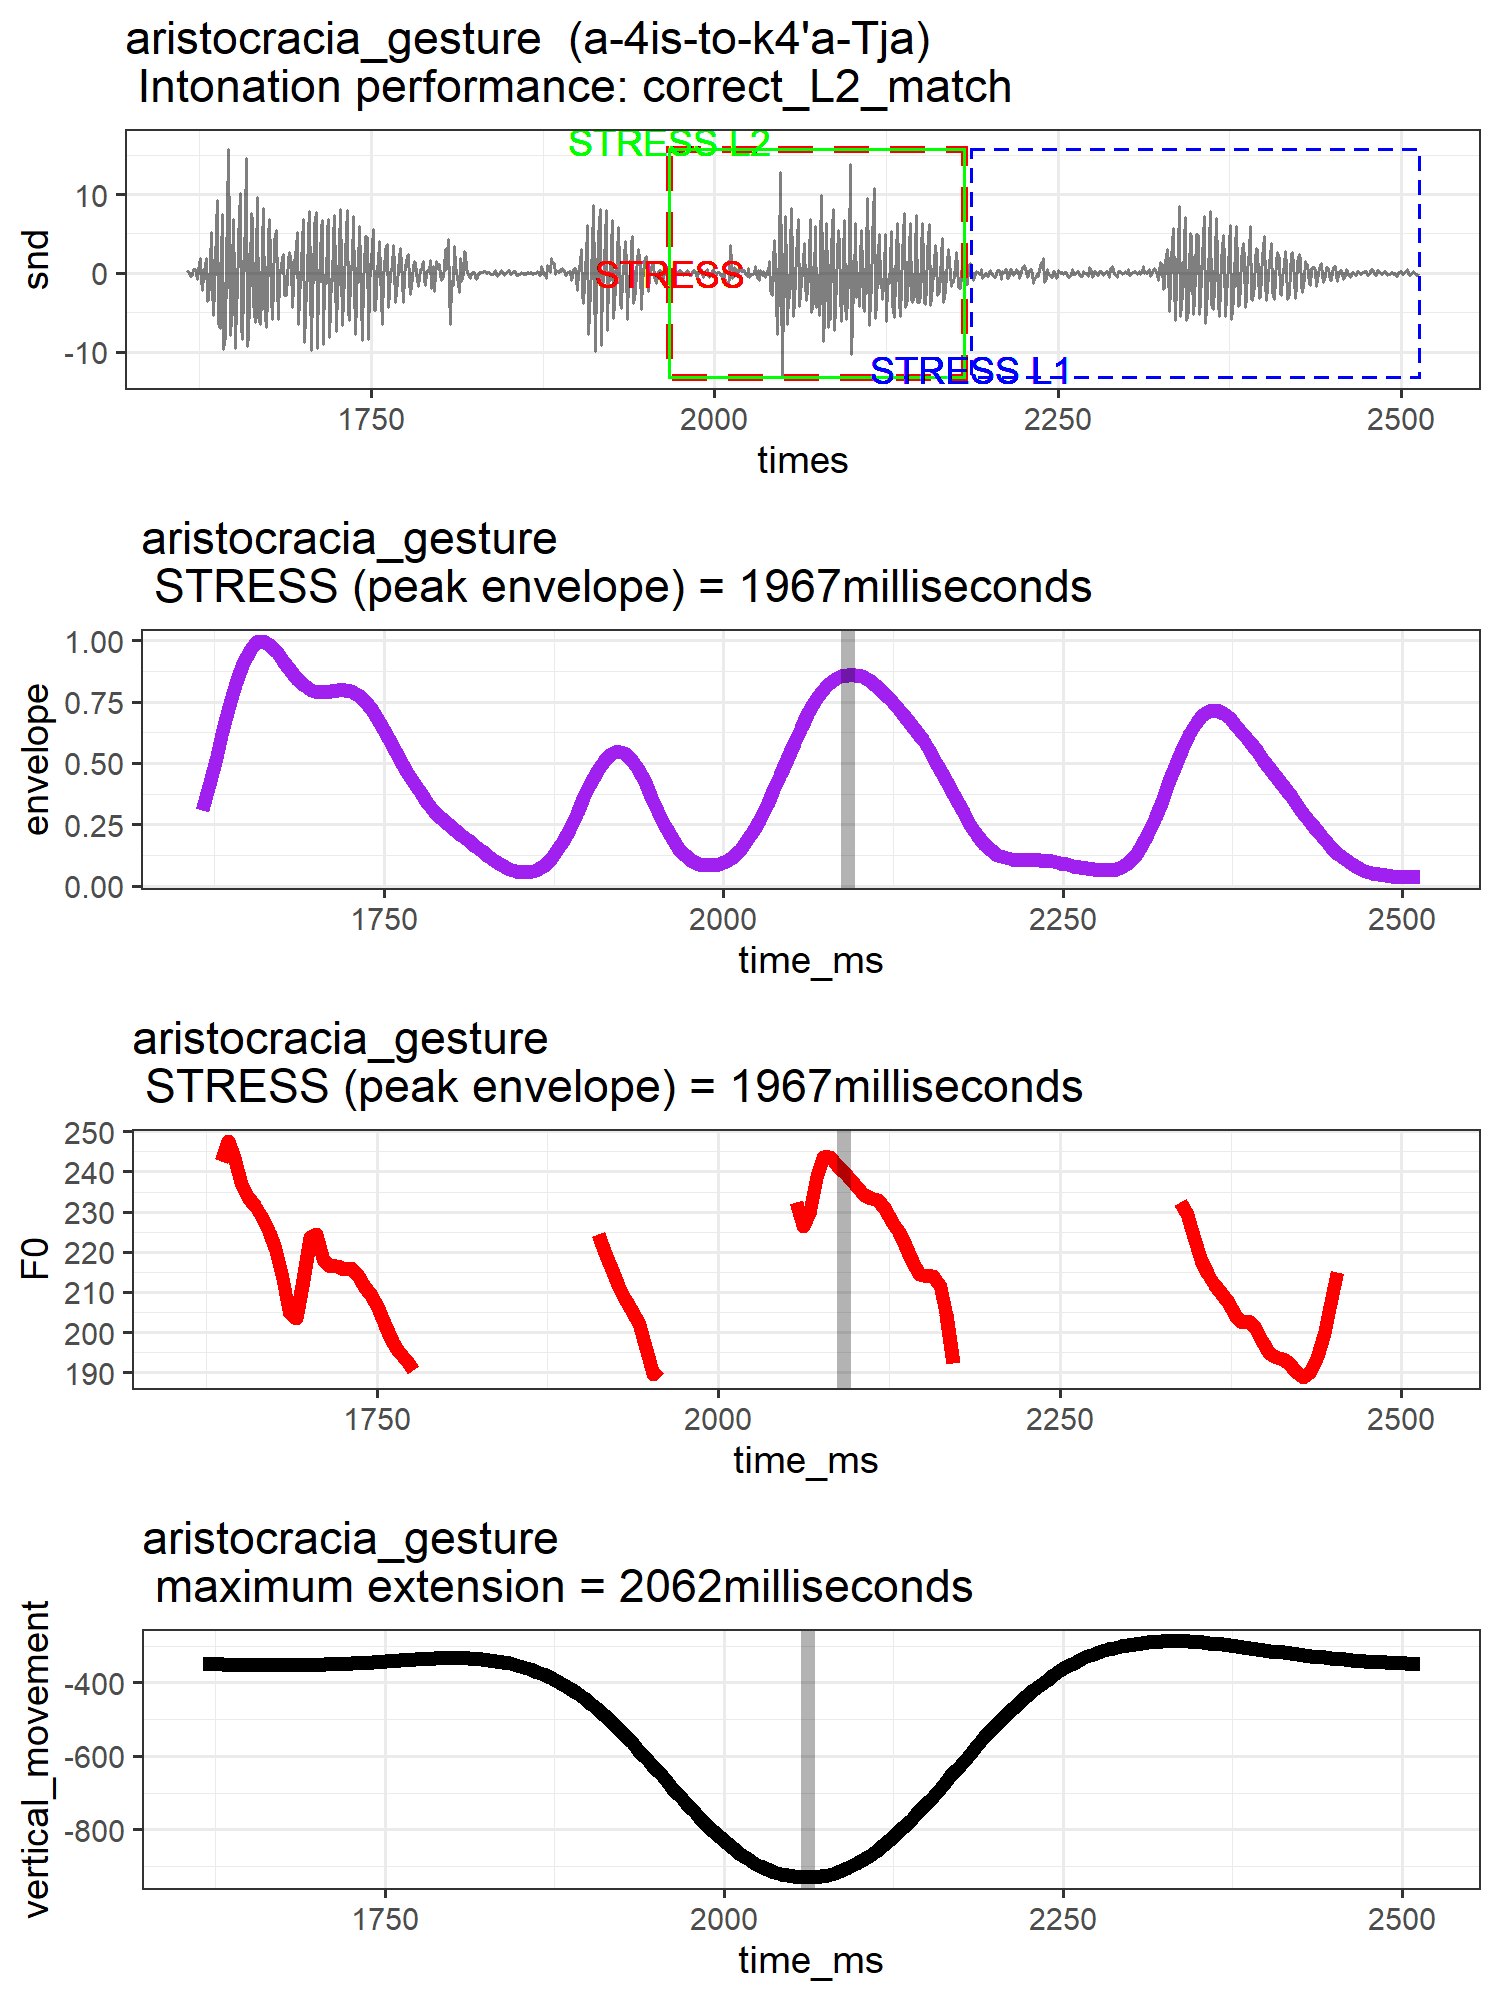 aristocracia_gesture  (a-4is-to-k4'a-Tja)
Intonation performance: correct_L2_match
STRESS L2
STRESS
STRESS L1
snd
10
0
-10
1750 2000 2250 2500
times
aristocracia_gesture
STRESS (peak envelope) = 1967milliseconds
envelope
1.00
0.75
0.50
0.25
0.00
1750 2000 2250 2500
time_ms
aristocracia_gesture
STRESS (peak envelope) = 1967milliseconds
F0
250
240
230
220
210
200
190
1750 2000 2250 2500
time_ms
aristocracia_gesture
maximum extension = 2062milliseconds
vertical_movement
-400
-600
-800
1750 2000 2250 2500
time_ms